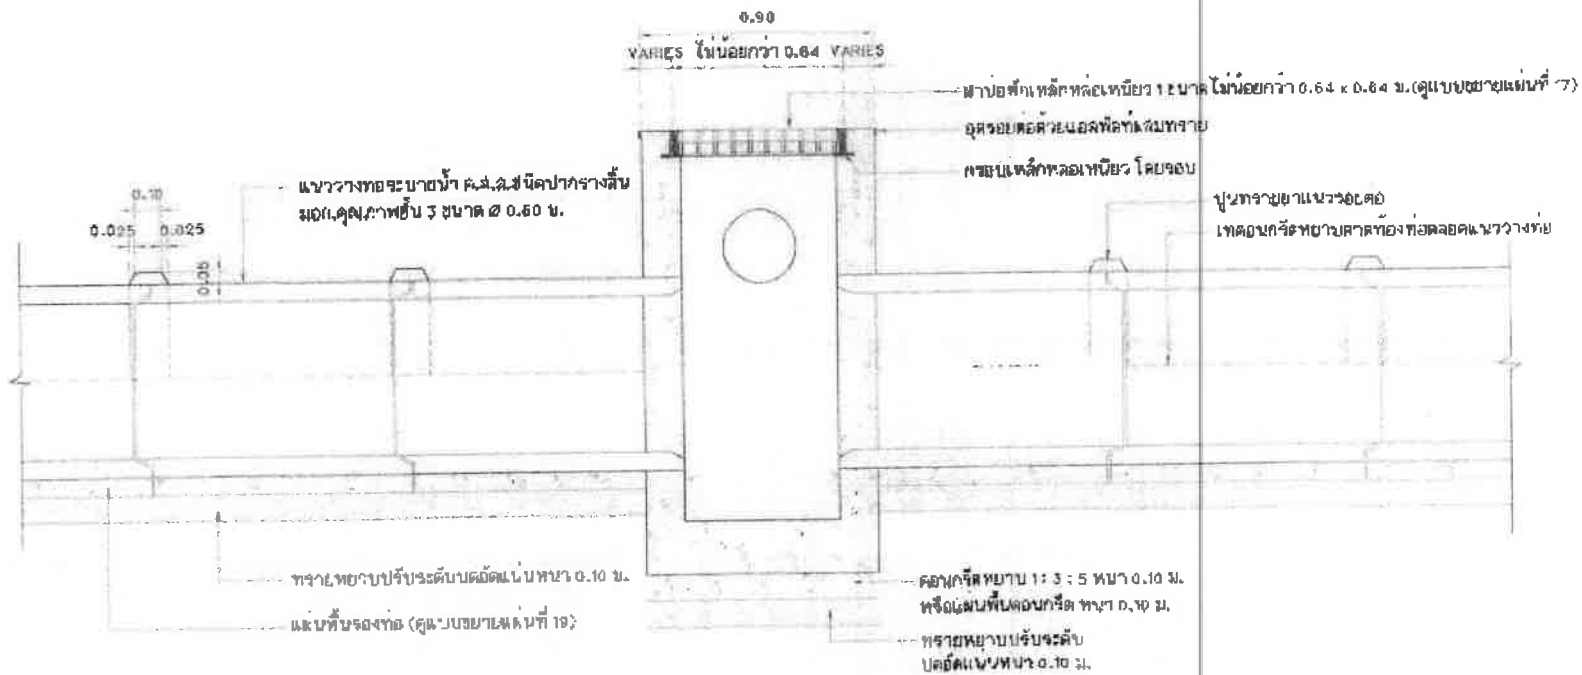 0.90
VARIES ไม่น้อยกว่า 0.64 VARIES
ฝาบ่อพักเหล็กหล่อเหนียว 1 ขนาดไม่น้อยกว่า 0.64 x 0.64 ม.(ดูแบบขยายแผ่นที่ 17)
อุดรอยต่อด้วยแอสฟัลท์ผสมทราย
กรอบเหล็กหล่อเหนียว โดยรอบ
แนววางท่อระบายน้ำ ค.ส.ล.ชนิดปากรางลิ้น
มอก.คุณภาพชั้น 3 ขนาด Ø 0.60 ม.
0.10
0.025 0.025
0.05
ปูนทรายยาแนวรอยต่อ
เทคอนกรีตหยาบดาดท้องท่อตลอดแนววางท่อ
ทรายหยาบปรับระดับบดอัดแน่นหนา 0.10 ม.
แผ่นพื้นรองท่อ (ดูแบบขยายแผ่นที่ 19)
คอนกรีตหยาบ 1 : 3 : 5 หนา 0.10 ม.
หรือแผ่นพื้นคอนกรีต หนา 0.10 ม.
ทรายหยาบปรับระดับ
บดอัดแน่นหนา 0.10 ม.